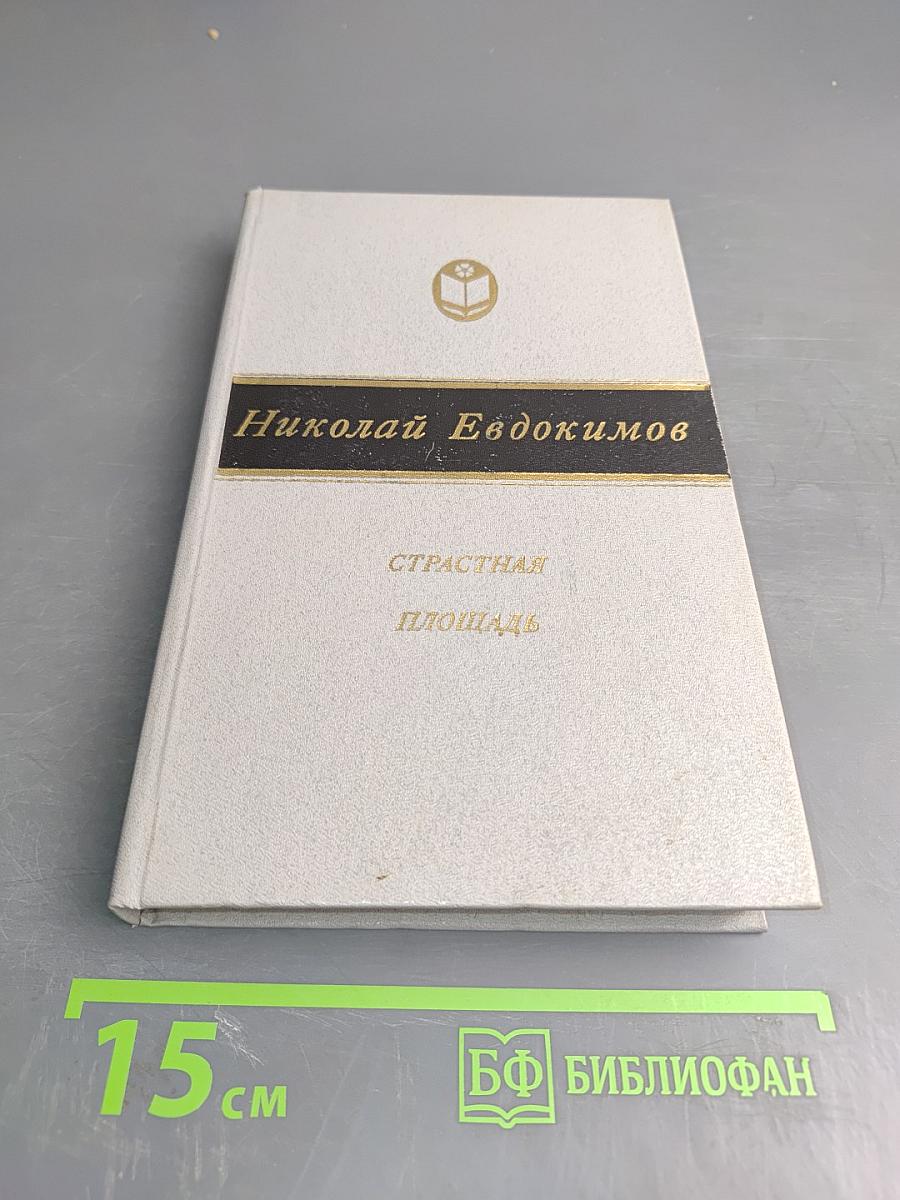 Николай Евдокимов
СТРАСТНАЯ
ПЛОЩАДЬ
15 см
БФ БИБЛИОФАН